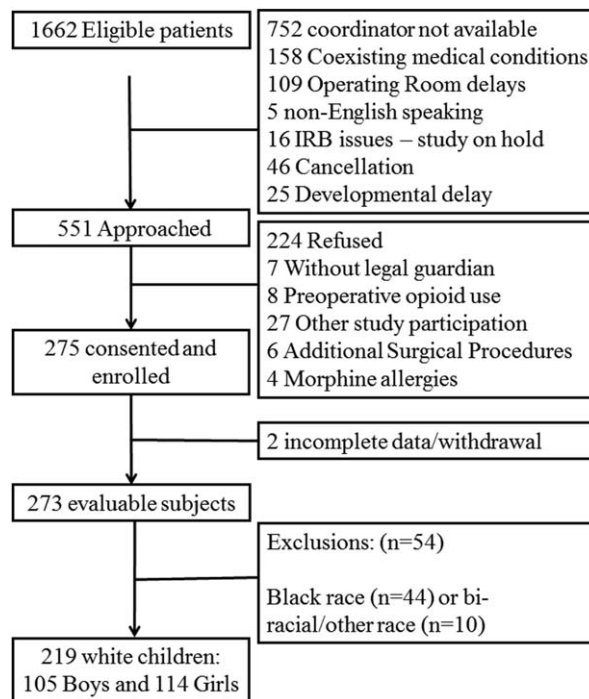 1662 Eligible patients
752 coordinator not available
158 Coexisting medical conditions
109 Operating Room delays
5 non-English speaking
16 IRB issues – study on hold
46 Cancellation
25 Developmental delay
551 Approached
224 Refused
7 Without legal guardian
8 Preoperative opioid use
27 Other study participation
6 Additional Surgical Procedures
4 Morphine allergies
275 consented and
enrolled
2 incomplete data/withdrawal
273 evaluable subjects
Exclusions: (n=54)
Black race (n=44) or bi-
racial/other race (n=10)
219 white children:
105 Boys and 114 Girls